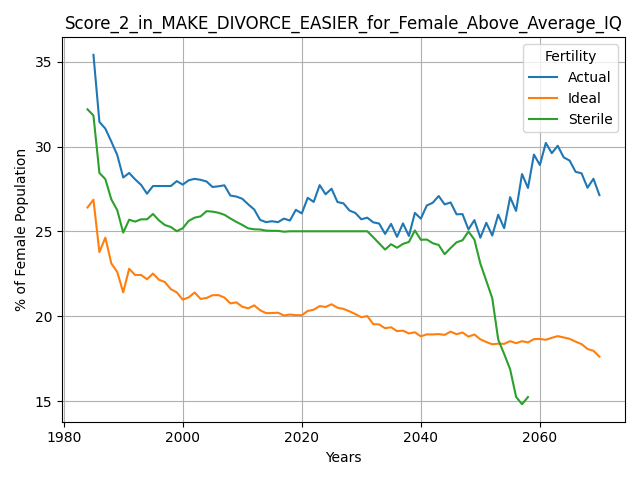 Score_2_in_MAKE_DIVORCE_EASIER_for_Female_Above_Average_IQ
Fertility
Actual
Ideal
Sterile
% of Female Population
35
30
25
20
15
1980
2000
2020
2040
2060
Years